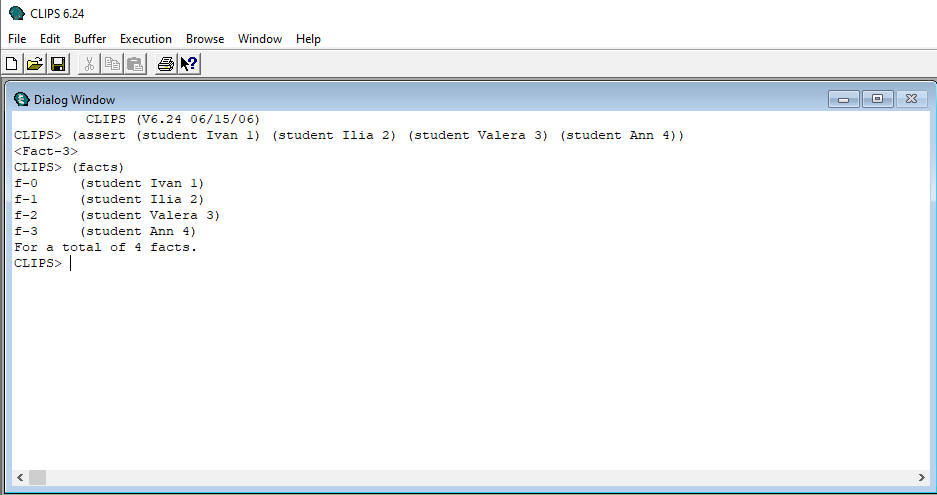 CLIPS 6.24
File Edit Buffer Execution Browse Window Help
Dialog Window
CLIPS (V6.24 06/15/06)
CLIPS> (assert (student Ivan 1) (student Ilia 2) (student Valera 3) (student Ann 4))
<Fact-3>
CLIPS> (facts)
f-0 (student Ivan 1)
f-1 (student Ilia 2)
f-2 (student Valera 3)
f-3 (student Ann 4)
For a total of 4 facts.
CLIPS>